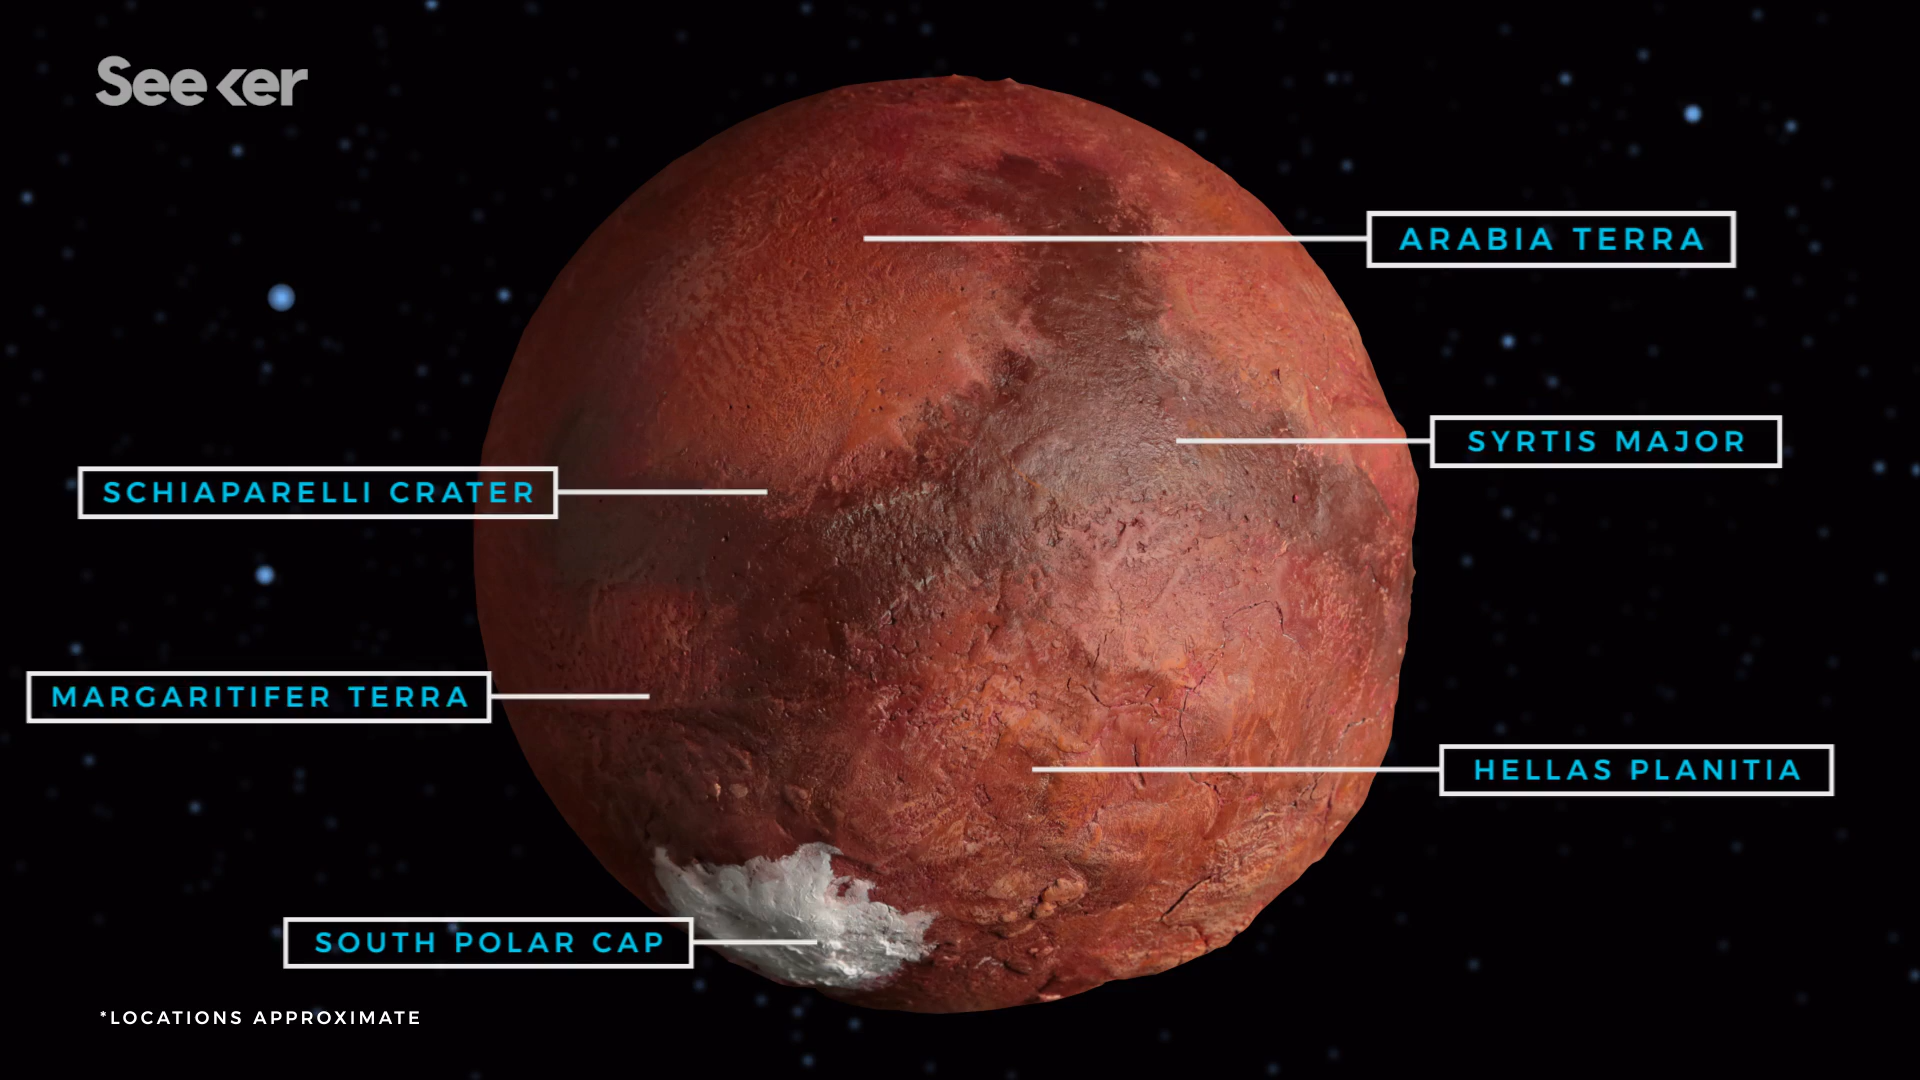 Seeker
ARABIA TERRA
SYRTIS MAJOR
SCHIAPARELLI CRATER
MARGARITIFER TERRA
HELLAS PLANITIA
SOUTH POLAR CAP
*LOCATIONS APPROXIMATE